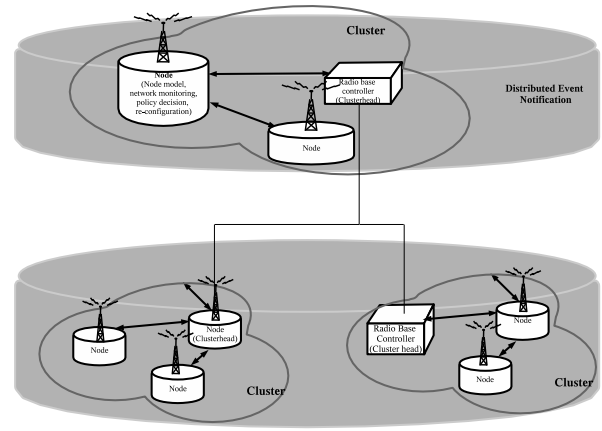 Cluster
Node
(Node model,
network monitoring,
policy decision,
re-configuration)
Radio base
controller
(Clusterhead)
Distributed Event
Notification
Node
Node
(Clusterhead)
Node
Node
Cluster
Radio Base
Controller
(Cluster head)
Node
Node
Cluster